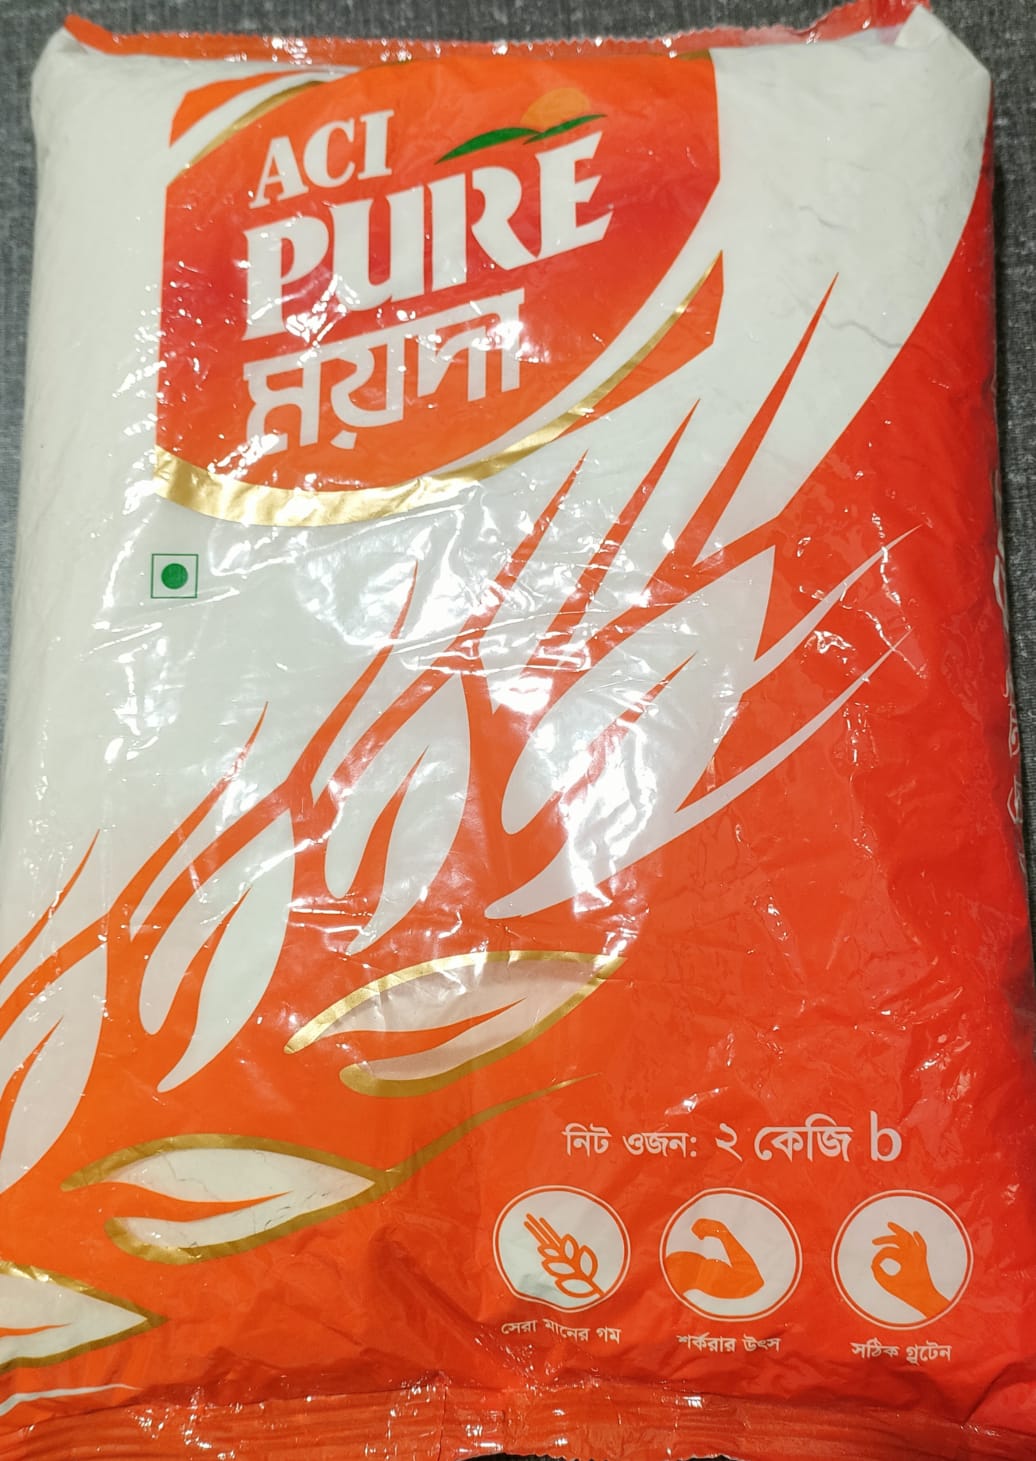 ACI
PURE
ময়দা
নিট ওজন: ২ কেজি b
সেরা মানের গম
শর্করার উৎস
সঠিক গ্লুটেন